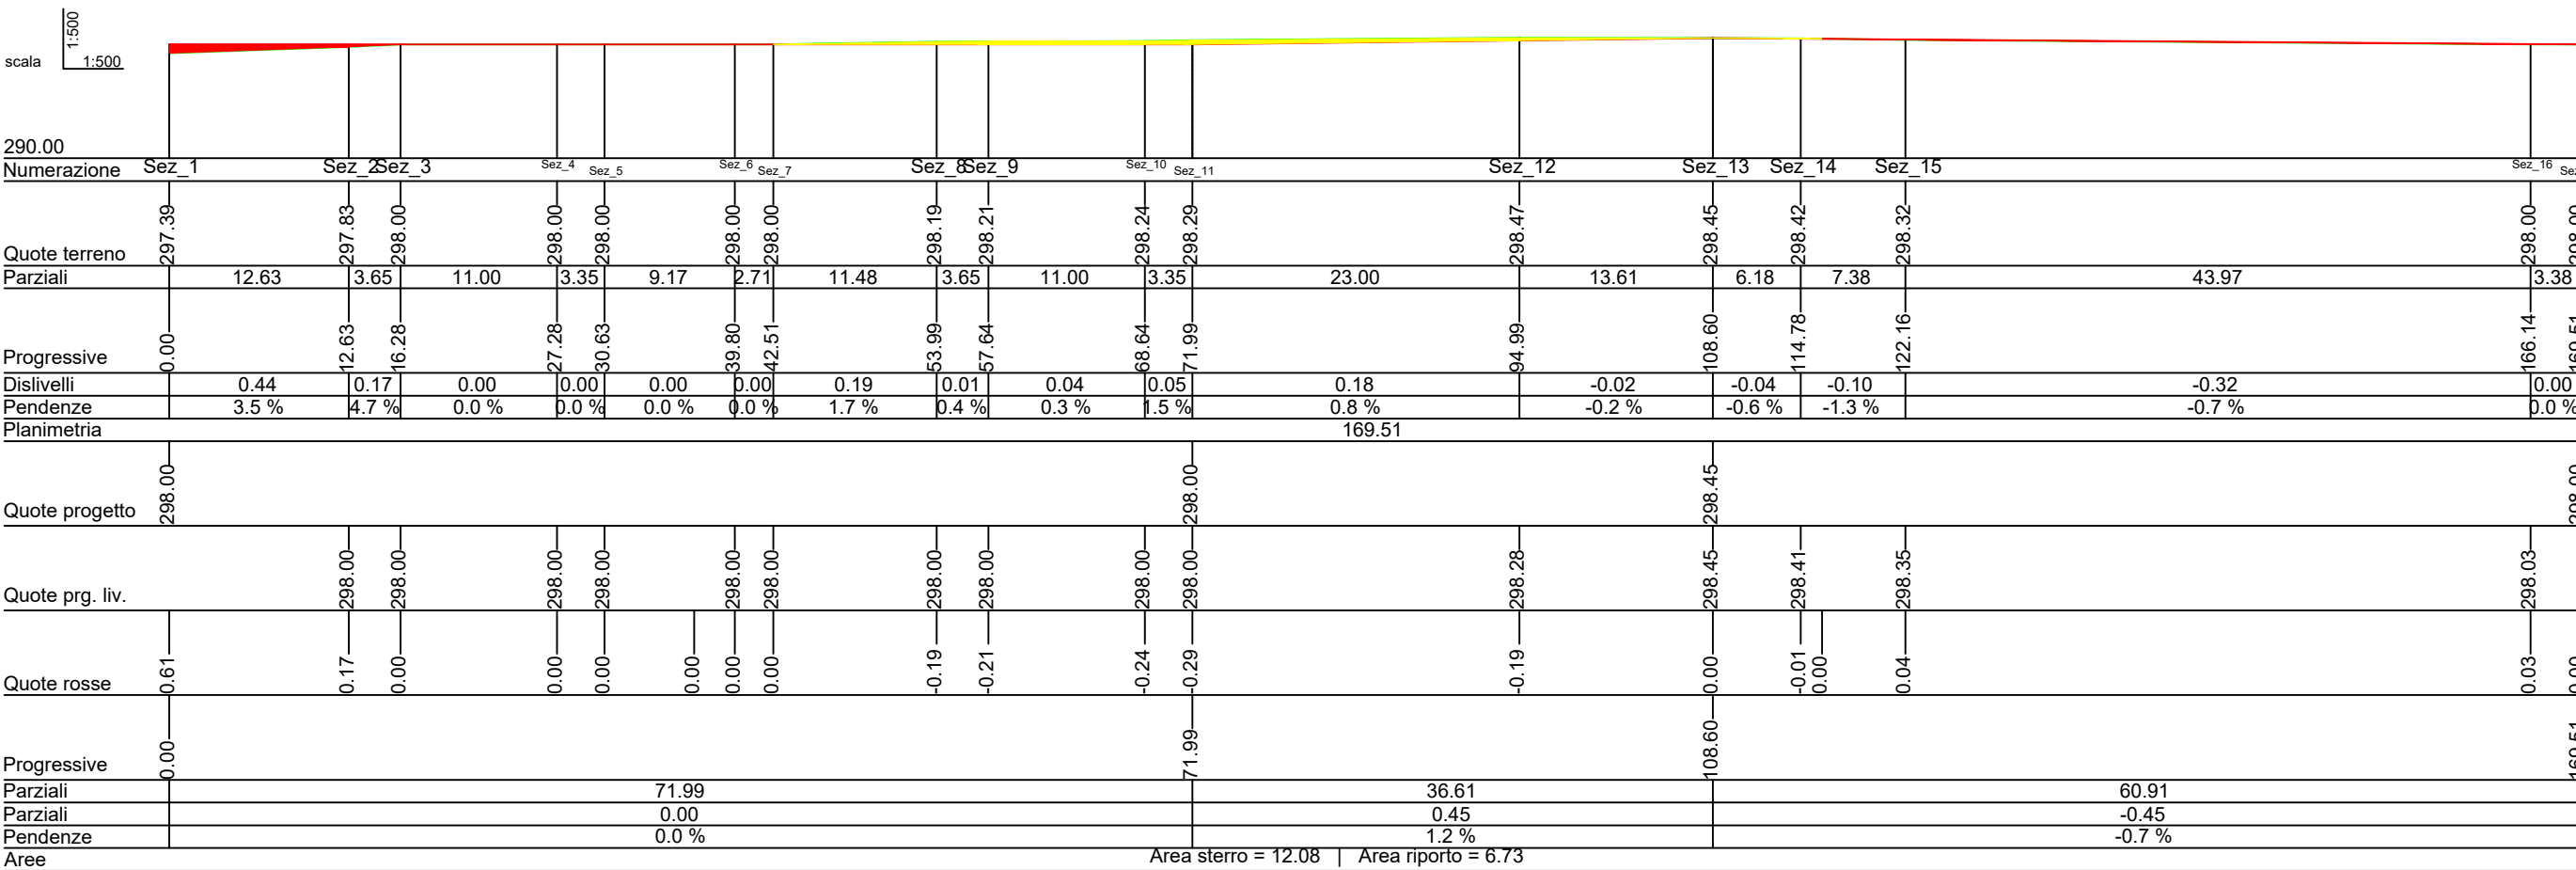 1:500
scala 1:500
290.00
Numerazione Sez_1 Sez_2 Sez_3 Sez_4 Sez_5 Sez_6 Sez_7 Sez_8 Sez_9 Sez_10 Sez_11 Sez_12 Sez_13 Sez_14 Sez_15 Sez_16
Quote terreno 297.39 297.83 298.00 298.00 298.00 298.00 298.00 298.19 298.21 298.24 298.29 298.47 298.45 298.42 298.32 298.00 298.00
Parziali 12.63 3.65 11.00 3.35 9.17 2.71 11.48 3.65 11.00 3.35 23.00 13.61 6.18 7.38 43.97 3.38
Progressive 0.00 12.63 16.28 27.28 30.63 39.80 42.51 53.99 57.64 68.64 71.99 94.99 108.60 114.78 122.16 166.14 169.51
Dislivelli 0.44 0.17 0.00 0.00 0.00 0.00 0.19 0.01 0.04 0.05 0.18 -0.02 -0.04 -0.10 -0.32 0.00
Pendenze 3.5 % 4.7 % 0.0 % 0.0 % 0.0 % 0.0 % 1.7 % 0.4 % 0.3 % 1.5 % 0.8 % -0.2 % -0.6 % -1.3 % -0.7 % 0.0 %
Planimetria 169.51
Quote progetto 298.00 298.00 298.45 298.00
Quote prg. liv. 298.00 298.00 298.00 298.00 298.00 298.00 298.00 298.00 298.00 298.00 298.28 298.45 298.41 298.35 298.03
Quote rosse 0.61 0.17 0.00 0.00 0.00 0.00 0.00 0.00 -0.19 -0.21 -0.24 -0.29 -0.19 0.00 -0.01 0.00 0.04 0.03 0.00
Progressive 0.00 71.99 108.60 169.51
Parziali 71.99 36.61 60.91
Parziali 0.00 0.45 -0.45
Pendenze 0.0 % 1.2 % -0.7 %
Aree Area sterro = 12.08 | Area riporto = 6.73